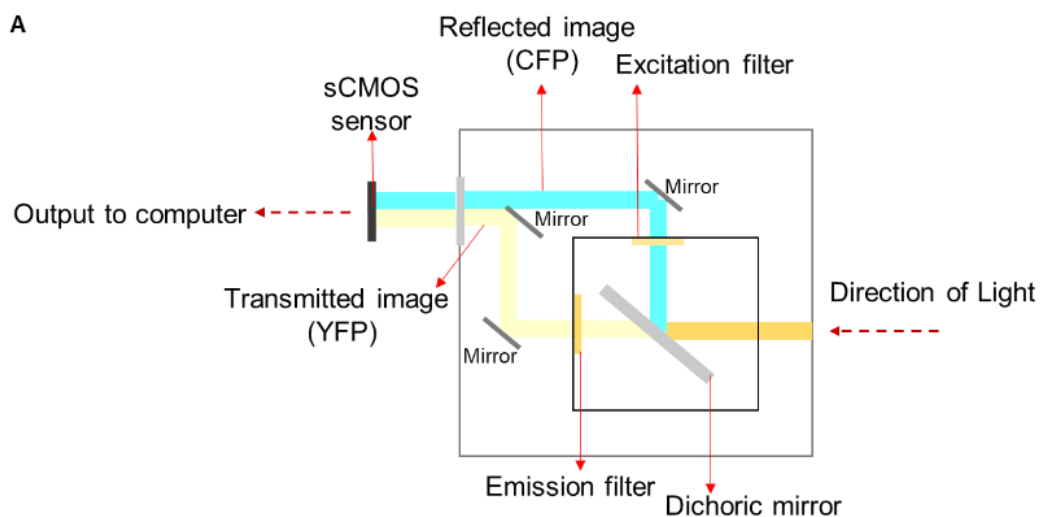 A
Reflected image
(CFP)
Excitation filter
sCMOS
sensor
Mirror
Mirror
Output to computer
Transmitted image
(YFP)
Direction of Light
Mirror
Emission filter
Dichoric mirror